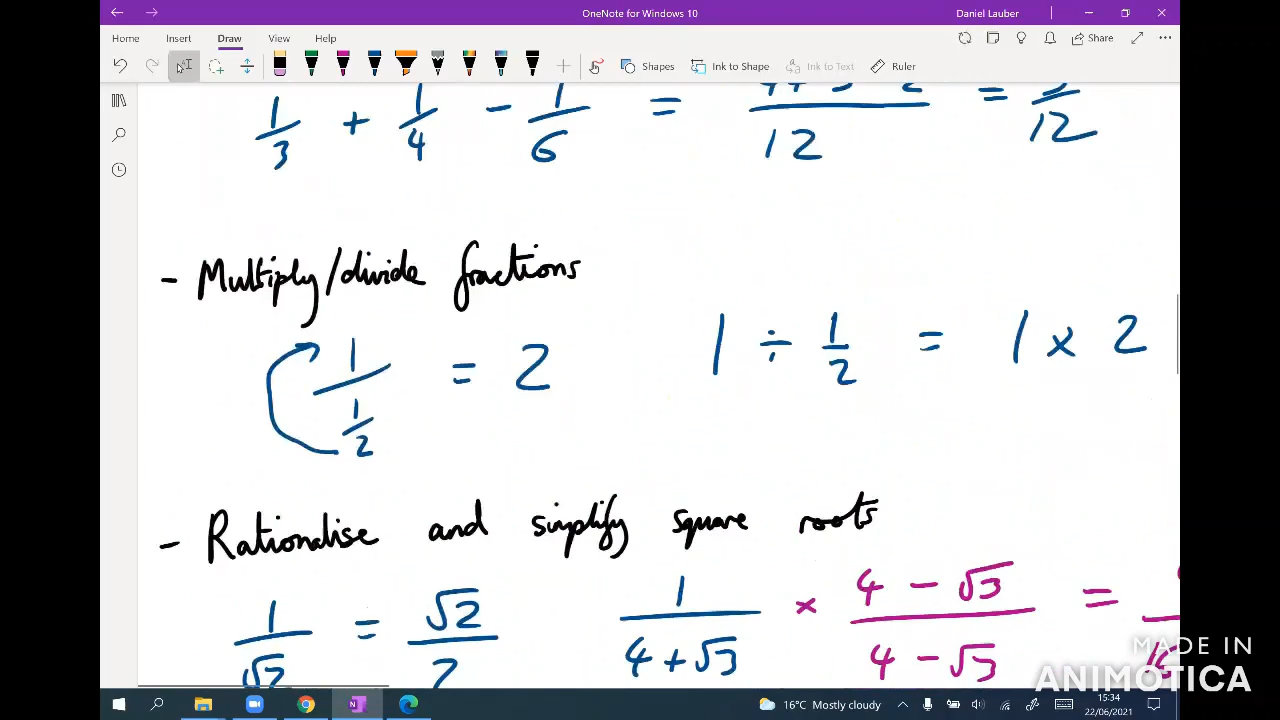 OneNote for Windows 10
Daniel Lauber
Home Insert Draw View Help
Share
Shapes Ink to Shape Ink to Text Ruler
1/3 + 1/4 - 1/6 = /12 = /12
- Multiply/divide fractions
1/(1/2) = 2
1 ÷ 1/2 = 1 × 2
- Rationalise and simplify square roots
1/√2 = √2/2
1/(4 + √3) × (4 - √3)/(4 - √3) =
MADE IN
ANIMOTICA
16°C Mostly cloudy
15:34
22/06/2021